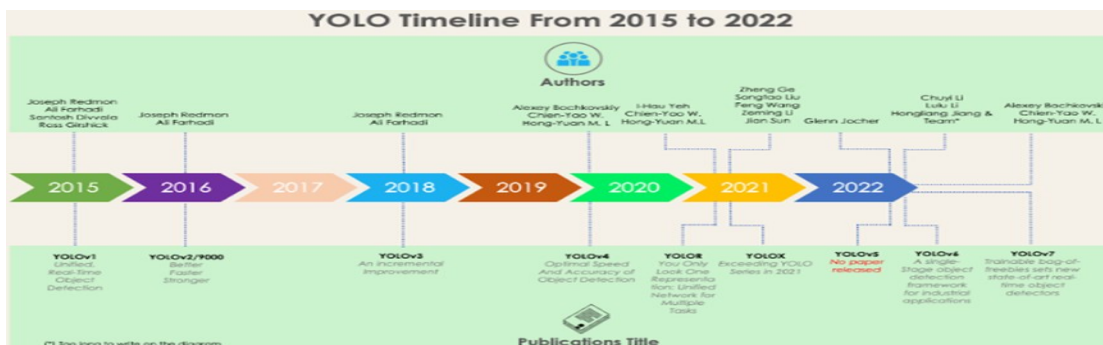 YOLO Timeline From 2015 to 2022
Authors
Joseph Redmon
Ali Farhadi
Santosh Divvala
Ross Girshick
Joseph Redmon
Ali Farhadi
Joseph Redmon
Ali Farhadi
Alexey Bochkovskiy
Chien-Yao W.
Hong-Yuan M. L
I-Hau Yeh
Chien-Yao W.
Hong-Yuan M.L
Zheng Ge
Songtao Liu
Feng Wang
Zeming Li
Jian Sun
Glenn Jocher
Chuyi Li
Lulu Li
Hongliang Jiang &
Team*
Alexey Bochkovski
Chien-Yao W.
Hong-Yuan M. L
2015
2016
2017
2018
2019
2020
2021
2022
YOLOv1
Unified,
Real-Time
Object
Detection
YOLOv2/9000
Better
Faster
Stronger
YOLOv3
An Incremental
Improvement
YOLOv4
Optimal Speed
And Accuracy of
Object Detection
YOLOR
You Only
Look One
Representa-
tion: Unified
Network for
Multiple
Tasks
YOLOX
Exceeding YOLO
Series in 2021
YOLOv5
No paper
released
YOLOv6
A single-
Stage object
detection
framework
for industrial
applications
YOLOv7
Trainable bag-of-
freebies sets new
state-of-art real-
time object
detectors
Publications Title
(*) Too long to write on the diagram